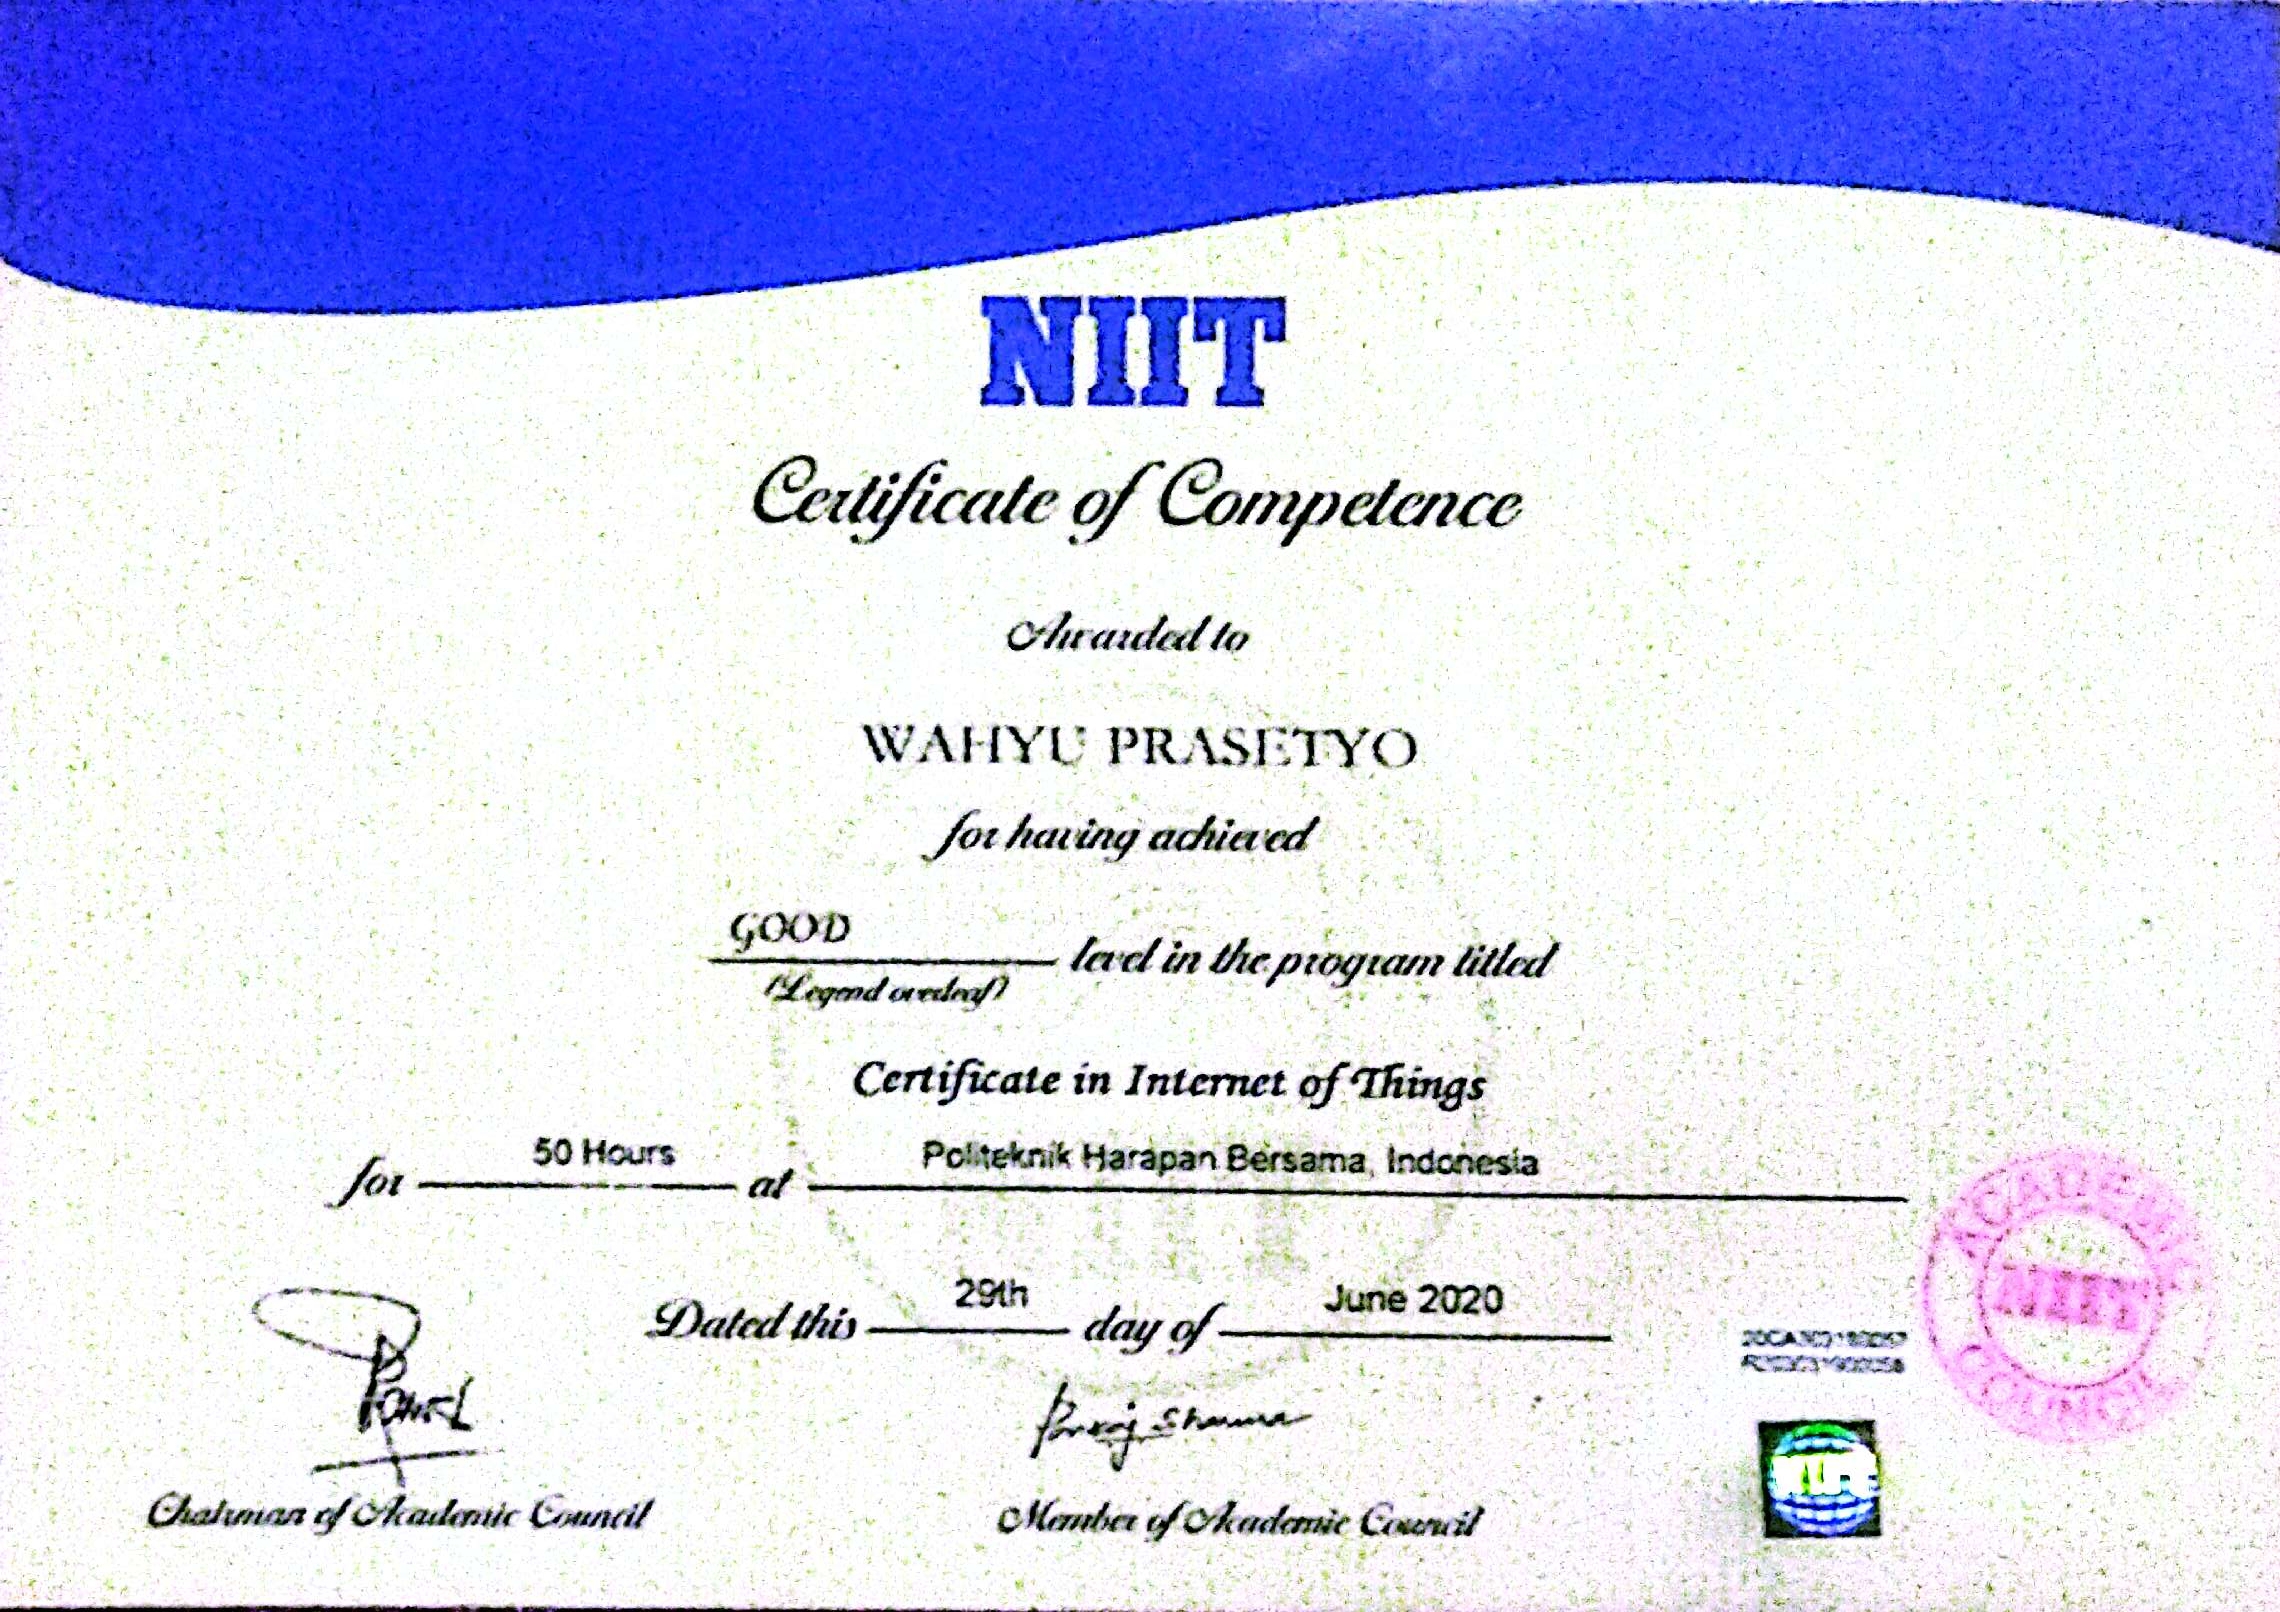 NIIT
Certificate of Competence
Awarded to
WAHYU PRASETYO
for having achieved
GOOD
level in the program titled
(Legend overleaf)
Certificate in Internet of Things
for 50 Hours at Politeknik Harapan Bersama, Indonesia
Dated this 29th day of June 2020
ACADEMIC
NIIT
COUNCIL
Pankaj Sharma
Chairman of Academic Council
Member of Academic Council
NIIT